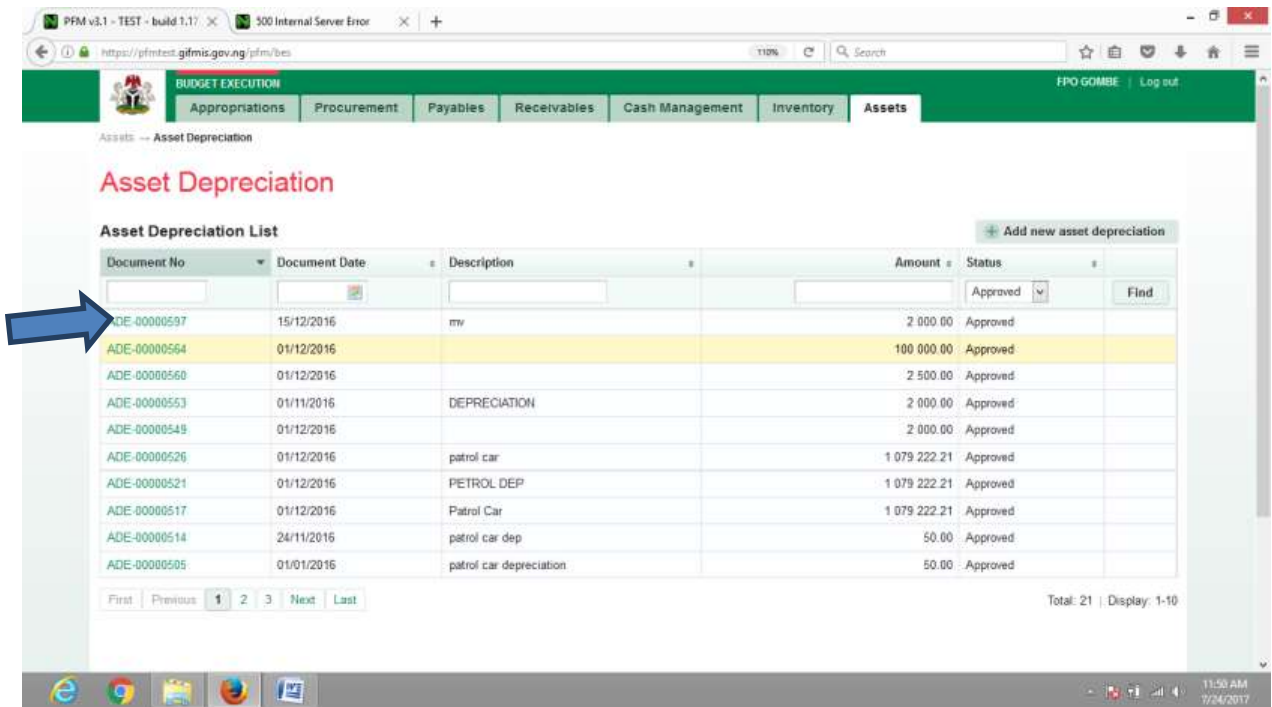 PFM v3.1 - TEST - build 1.17
500 Internal Server Error
https://pfmtest.gifmis.gov.ng/pfm/bes
110%
Search
BUDGET EXECUTION
FPO GOMBE | Log out
Appropriations Procurement Payables Receivables Cash Management Inventory Assets
Assets → Asset Depreciation
Asset Depreciation
Asset Depreciation List
+ Add new asset depreciation
Document No Document Date Description Amount Status
Approved Find
ADE-00000597 15/12/2016 mv 2 000.00 Approved
ADE-00000564 01/12/2016 100 000.00 Approved
ADE-00000560 01/12/2016 2 500.00 Approved
ADE-00000553 01/11/2016 DEPRECIATION 2 000.00 Approved
ADE-00000549 01/12/2016 2 000.00 Approved
ADE-00000526 01/12/2016 patrol car 1 079 222.21 Approved
ADE-00000521 01/12/2016 PETROL DEP 1 079 222.21 Approved
ADE-00000517 01/12/2016 Patrol Car 1 079 222.21 Approved
ADE-00000514 24/11/2016 patrol car dep 50.00 Approved
ADE-00000505 01/01/2016 patrol car depreciation 50.00 Approved
First Previous 1 2 3 Next Last
Total: 21 | Display: 1-10
11:50 AM
7/24/2017